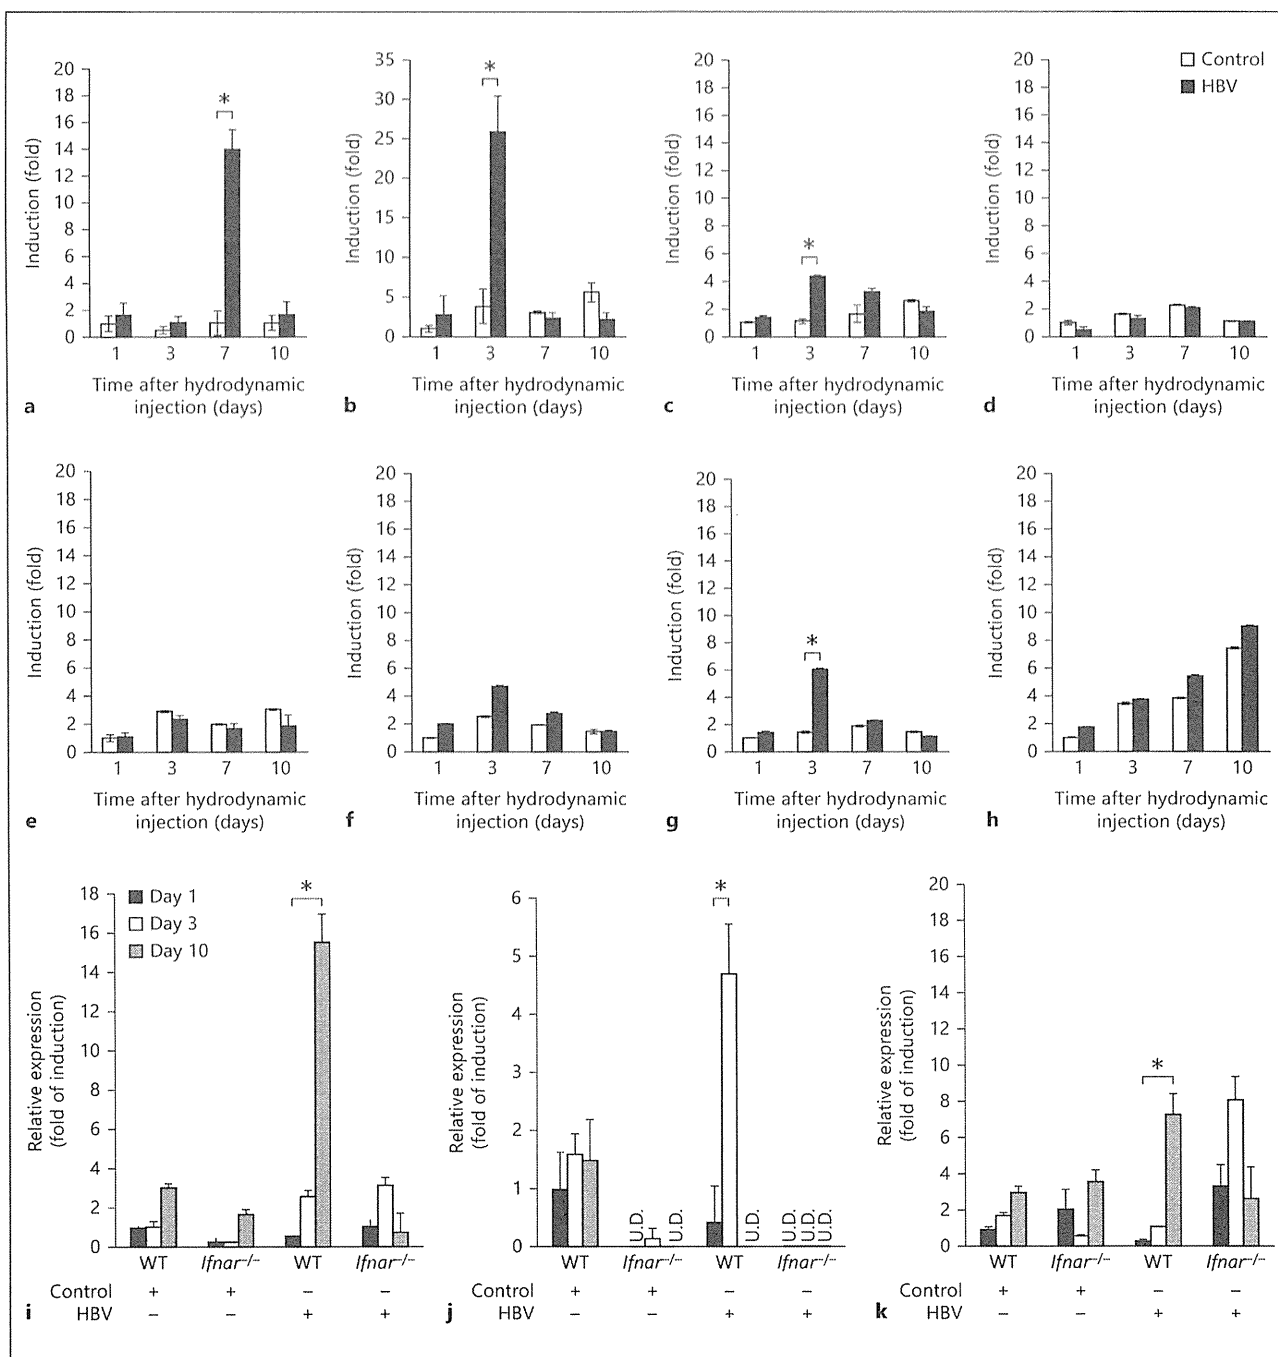 20
18
16
14
12
10
8
6
4
2
0
Induction (fold)
*
1 3 7 10
Time after hydrodynamic
injection (days)
a
35
30
25
20
15
10
5
0
Induction (fold)
*
1 3 7 10
Time after hydrodynamic
injection (days)
b
20
18
16
14
12
10
8
6
4
2
0
Induction (fold)
*
1 3 7 10
Time after hydrodynamic
injection (days)
c
Control
HBV
20
18
16
14
12
10
8
6
4
2
0
Induction (fold)
1 3 7 10
Time after hydrodynamic
injection (days)
d
20
18
16
14
12
10
8
6
4
2
0
Induction (fold)
1 3 7 10
Time after hydrodynamic
injection (days)
e
20
18
16
14
12
10
8
6
4
2
0
Induction (fold)
1 3 7 10
Time after hydrodynamic
injection (days)
f
20
18
16
14
12
10
8
6
4
2
0
Induction (fold)
*
1 3 7 10
Time after hydrodynamic
injection (days)
g
20
18
16
14
12
10
8
6
4
2
0
Induction (fold)
1 3 7 10
Time after hydrodynamic
injection (days)
h
Day 1
Day 3
Day 10
18
16
14
12
10
8
6
4
2
0
Relative expression
(fold of induction)
*
WT Ifnar–/– WT Ifnar–/–
Control + + – –
HBV – – + +
i
6
5
4
3
2
1
0
Relative expression
(fold of induction)
*
U.D. U.D. U.D. U.D. U.D. U.D.
WT Ifnar–/– WT Ifnar–/–
Control + + – –
HBV – – + +
j
20
18
16
14
12
10
8
6
4
2
0
Relative expression
(fold of induction)
*
WT Ifnar–/– WT Ifnar–/–
Control + + – –
HBV – – + +
k